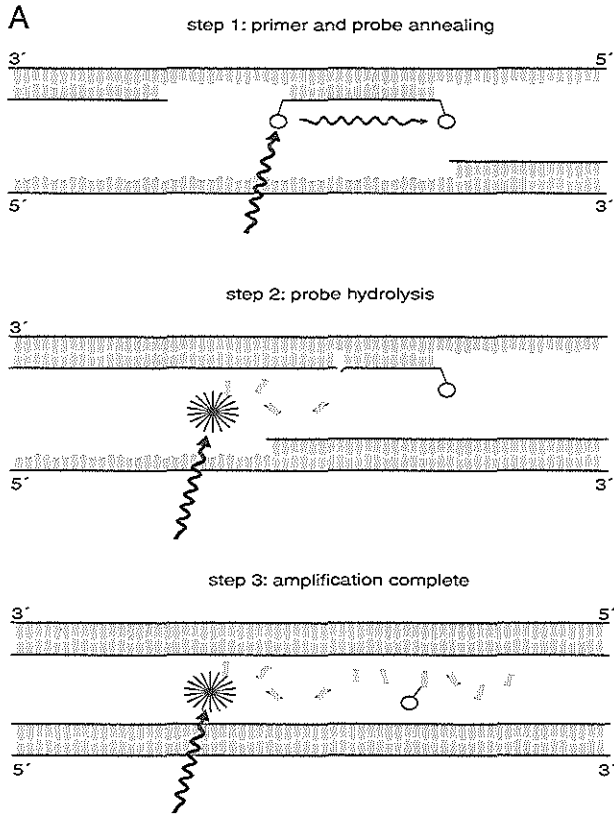 A
step 1: primer and probe annealing
3´ 5´
5´ 3´
step 2: probe hydrolysis
3´
5´ 3´
step 3: amplification complete
3´ 5´
5´ 3´